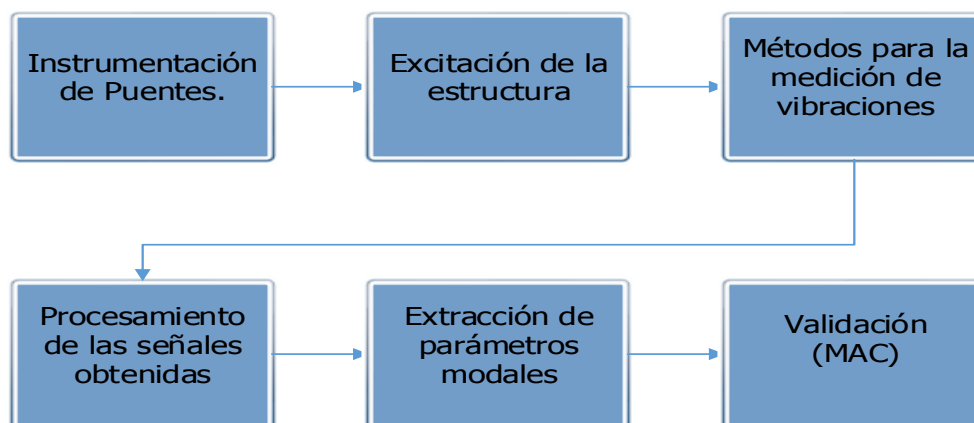 Instrumentación
de Puentes.
Excitación de la
estructura
Métodos para la
medición de
vibraciones
Procesamiento
de las señales
obtenidas
Extracción de
parámetros
modales
Validación
(MAC)